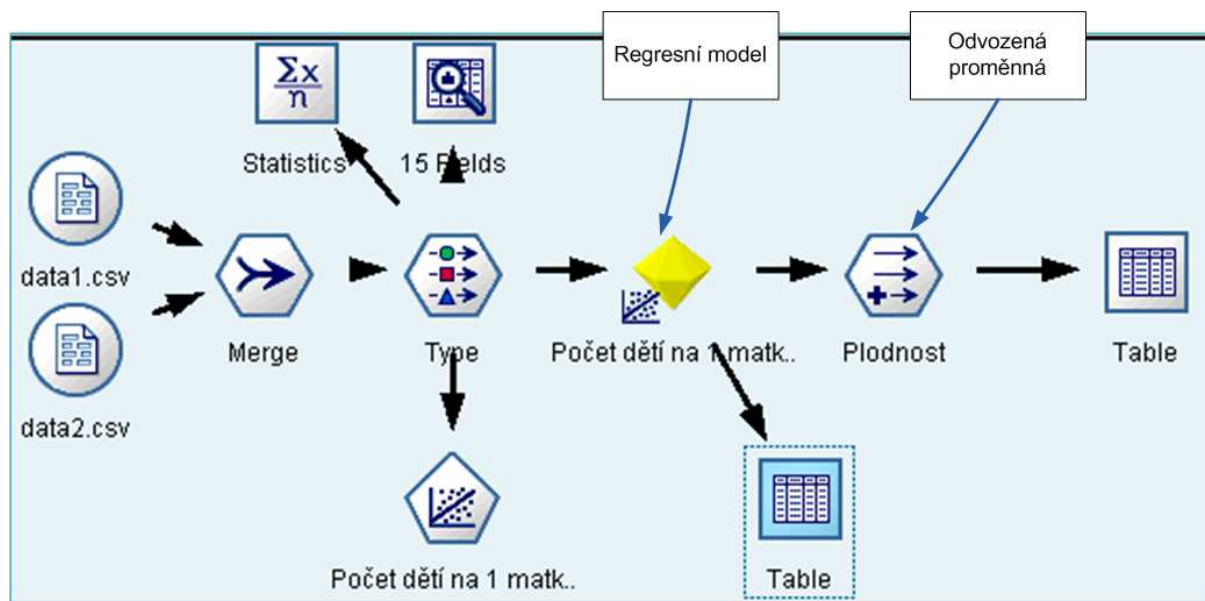 Regresní model
Odvozená
proměnná
Σx
n
Statistics
15 Fields
data1.csv
data2.csv
Merge
Type
Počet dětí na 1 matk..
Plodnost
Table
Počet dětí na 1 matk..
Table